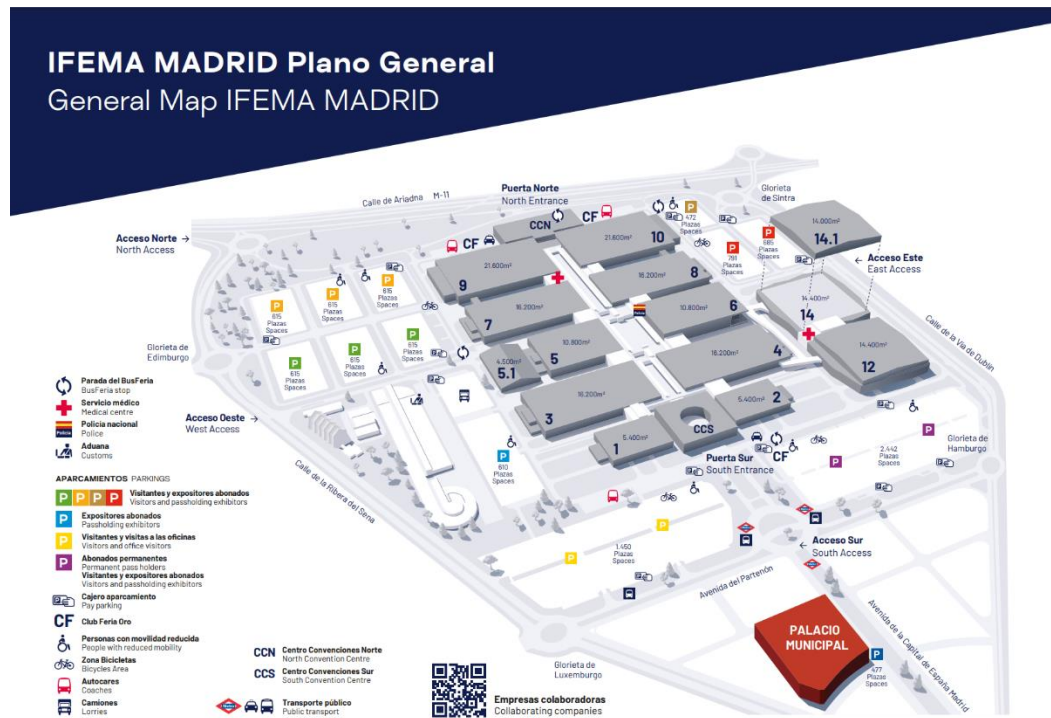 IFEMA MADRID Plano General
General Map IFEMA MADRID
Calle de Ariadna M-11
Puerta Norte
North Entrance
Glorieta
de Sintra
Acceso Norte →
North Access
CCN
CF
CF
P
472
Plazas
Spaces
P
791
Plazas
Spaces
P
685
Plazas
Spaces
14.000m²
14.1
← Acceso Este
East Access
21.600m²
10
21.600m²
9
16.200m²
8
16.200m²
7
Policía
10.800m²
6
14.400m²
14
14.400m²
12
Calle de la Vía de Dublín
P
615
Plazas
Spaces
P
615
Plazas
Spaces
P
615
Plazas
Spaces
Glorieta de
Edimburgo
P
615
Plazas
Spaces
P
615
Plazas
Spaces
P
615
Plazas
Spaces
4.500m²
5.1
10.800m²
5
16.200m²
4
16.200m²
3
5.400m²
2
5.400m²
1
CCS
Acceso Oeste →
West Access
Calle de la Ribera del Sena
P
610
Plazas
Spaces
Puerta Sur
South Entrance
CF
P
P
2.442
Plazas
Spaces
Glorieta de
Hamburgo
P
P
1.450
Plazas
Spaces
← Acceso Sur
South Access
Avenida del Partenón
Avenida de la Capital de España Madrid
PALACIO
MUNICIPAL
P
477
Plazas
Spaces
Glorieta de
Luxemburgo
Parada del BusFeria
BusFeria stop
Servicio médico
Medical centre
Policía
Policía nacional
Police
Aduana
Customs
APARCAMIENTOS PARKINGS
P P P P Visitantes y expositores abonados
Visitors and passholding exhibitors
P Expositores abonados
Passholding exhibitors
P Visitantes y visitas a las oficinas
Visitors and office visitors
P Abonados permanentes
Permanent pass holders
Visitantes y expositores abonados
Visitors and passholding exhibitors
Cajero aparcamiento
Pay parking
CF Club Feria Oro
Personas con movilidad reducida
People with reduced mobility
Zona Bicicletas
Bicycles Area
Autocares
Coaches
Camiones
Lorries
CCN Centro Convenciones Norte
North Convention Centre
CCS Centro Convenciones Sur
South Convention Centre
Transporte público
Public transport
Empresas colaboradoras
Collaborating companies